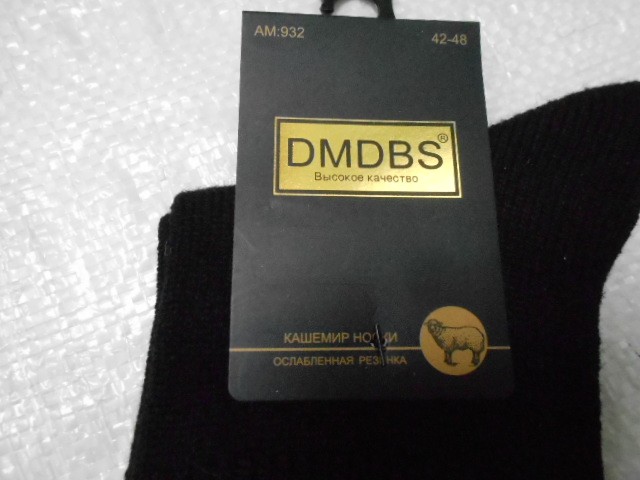 AM:932 42-48
DMDBS®
Высокое качество
КАШЕМИР НОСКИ
ОСЛАБЛЕННАЯ РЕЗИНКА